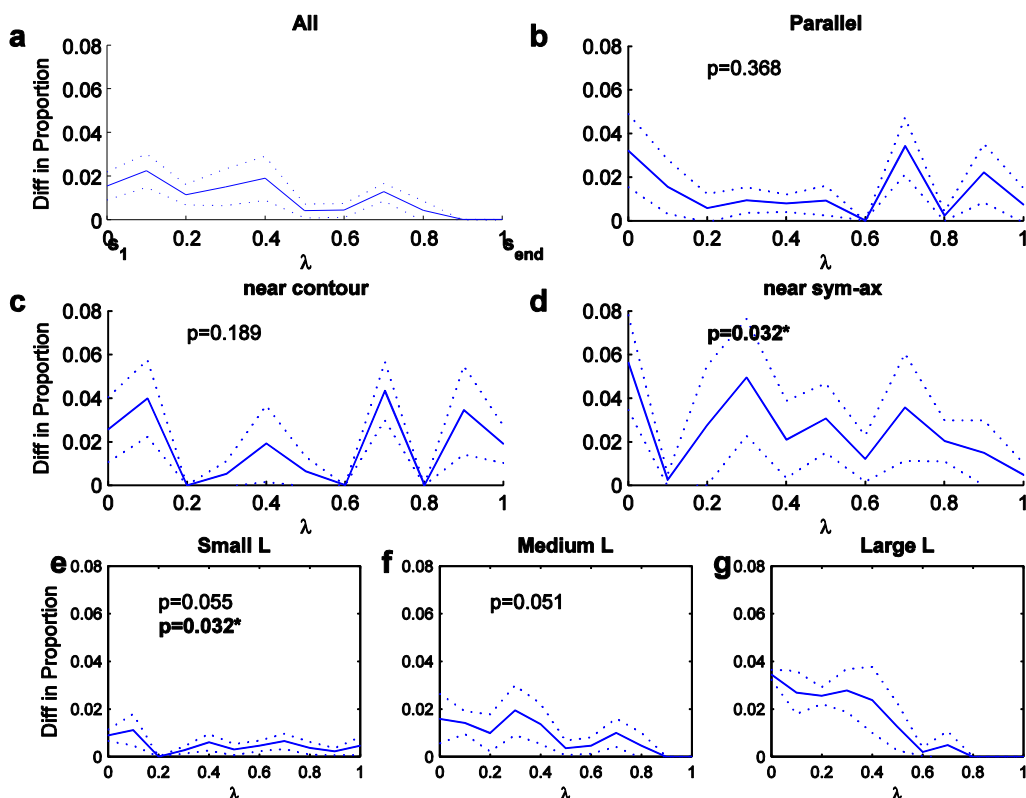 a
All
0.08
0.06
0.04
0.02
0
Diff in Proportion
0 0.2 0.4 0.6 0.8 1
s1 send
λ
b
Parallel
p=0.368
0.08
0.06
0.04
0.02
0
0 0.2 0.4 0.6 0.8 1
λ
c
near contour
p=0.189
0.08
0.06
0.04
0.02
0
Diff in Proportion
0 0.2 0.4 0.6 0.8 1
λ
d
near sym-ax
p=0.032*
0.08
0.06
0.04
0.02
0
0 0.2 0.4 0.6 0.8 1
λ
e
Small L
p=0.055
p=0.032*
0.08
0.06
0.04
0.02
0
Diff in Proportion
0 0.2 0.4 0.6 0.8 1
λ
f
Medium L
p=0.051
0.08
0.06
0.04
0.02
0
0 0.2 0.4 0.6 0.8 1
λ
g
Large L
0.08
0.06
0.04
0.02
0
0 0.2 0.4 0.6 0.8 1
λ